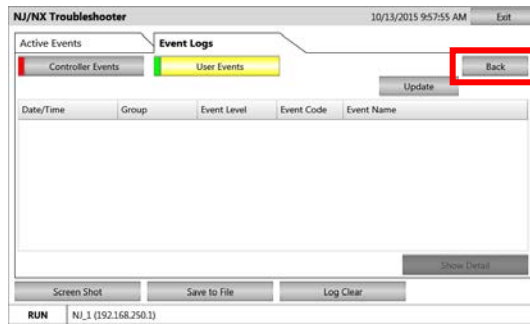 NJ/NX Troubleshooter 10/13/2015 9:57:55 AM Exit
Active Events Event Logs
Controller Events User Events Back
Update
Date/Time Group Event Level Event Code Event Name
Show Detail
Screen Shot Save to File Log Clear
RUN NJ_1 (192.168.250.1)